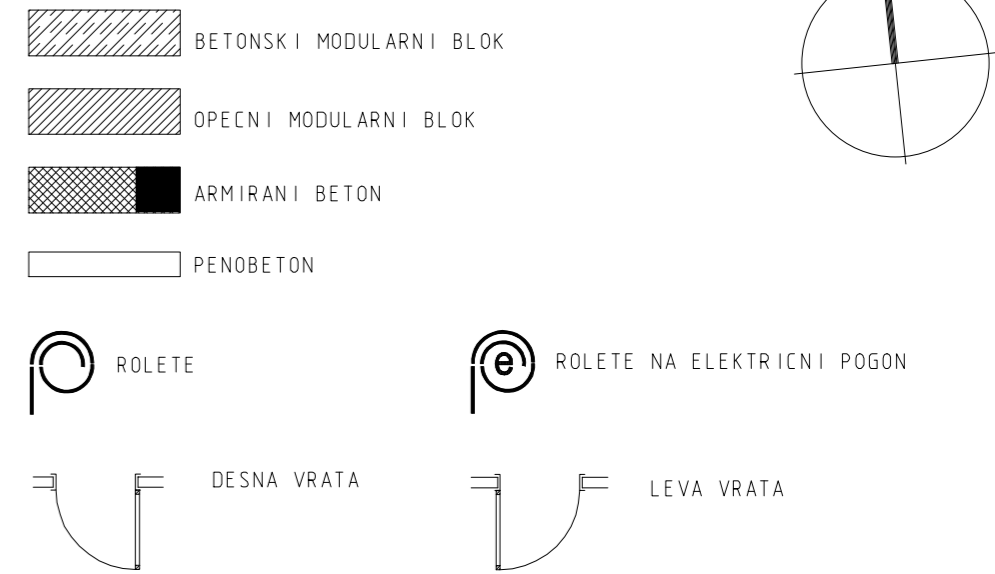 BETONSKI MODULARNI BLOK
OPECNI MODULARNI BLOK
ARMIRANI BETON
PENOBETON
ROLETE
e
ROLETE NA ELEKTRICNI POGON
DESNA VRATA
LEVA VRATA